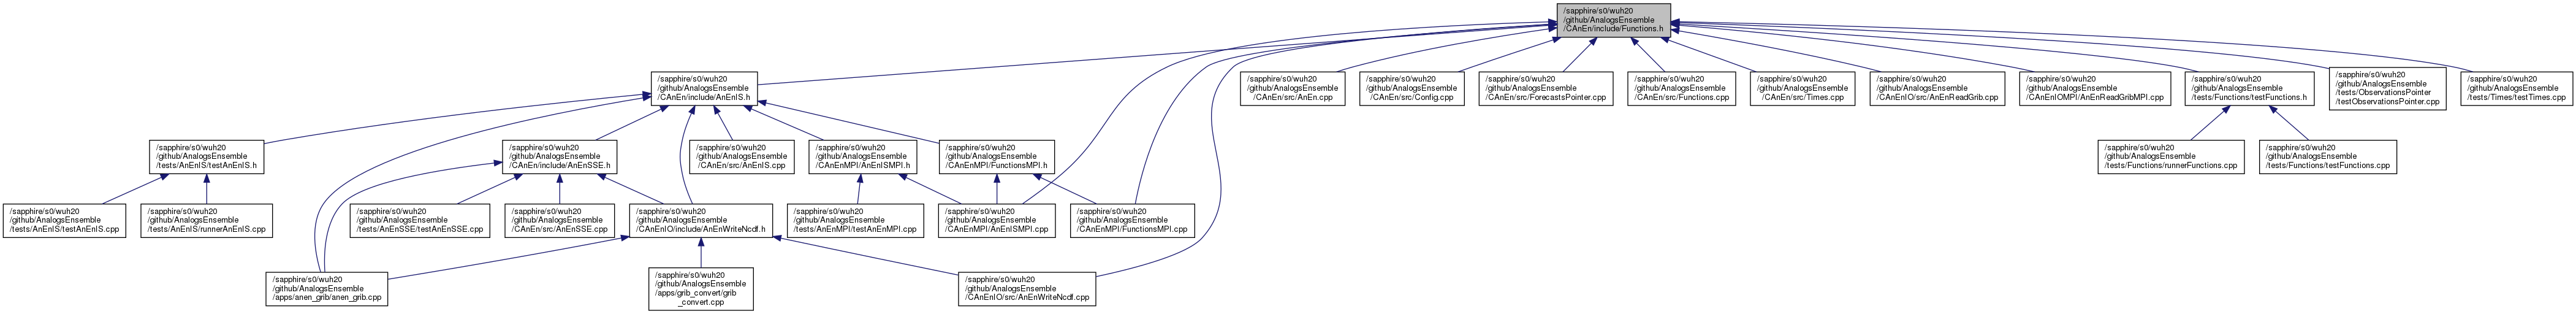 /sapphire/s0/wuh20
/github/AnalogsEnsemble
/CAnEn/include/Functions.h
/sapphire/s0/wuh20
/github/AnalogsEnsemble
/CAnEn/include/AnEnIS.h
/sapphire/s0/wuh20
/github/AnalogsEnsemble
/CAnEn/src/AnEn.cpp
/sapphire/s0/wuh20
/github/AnalogsEnsemble
/CAnEn/src/Config.cpp
/sapphire/s0/wuh20
/github/AnalogsEnsemble
/CAnEn/src/ForecastsPointer.cpp
/sapphire/s0/wuh20
/github/AnalogsEnsemble
/CAnEn/src/Functions.cpp
/sapphire/s0/wuh20
/github/AnalogsEnsemble
/CAnEn/src/Times.cpp
/sapphire/s0/wuh20
/github/AnalogsEnsemble
/CAnEnIO/src/AnEnReadGrib.cpp
/sapphire/s0/wuh20
/github/AnalogsEnsemble
/CAnEnIOMPI/AnEnReadGribMPI.cpp
/sapphire/s0/wuh20
/github/AnalogsEnsemble
/tests/Functions/testFunctions.h
/sapphire/s0/wuh20
/github/AnalogsEnsemble
/tests/ObservationsPointer
/testObservationsPointer.cpp
/sapphire/s0/wuh20
/github/AnalogsEnsemble
/tests/Times/testTimes.cpp
/sapphire/s0/wuh20
/github/AnalogsEnsemble
/tests/AnEnIS/testAnEnIS.h
/sapphire/s0/wuh20
/github/AnalogsEnsemble
/CAnEn/include/AnEnSSE.h
/sapphire/s0/wuh20
/github/AnalogsEnsemble
/CAnEn/src/AnEnIS.cpp
/sapphire/s0/wuh20
/github/AnalogsEnsemble
/CAnEnMPI/AnEnISMPI.h
/sapphire/s0/wuh20
/github/AnalogsEnsemble
/CAnEnMPI/FunctionsMPI.h
/sapphire/s0/wuh20
/github/AnalogsEnsemble
/tests/Functions/runnerFunctions.cpp
/sapphire/s0/wuh20
/github/AnalogsEnsemble
/tests/Functions/testFunctions.cpp
/sapphire/s0/wuh20
/github/AnalogsEnsemble
/tests/AnEnIS/testAnEnIS.cpp
/sapphire/s0/wuh20
/github/AnalogsEnsemble
/tests/AnEnIS/runnerAnEnIS.cpp
/sapphire/s0/wuh20
/github/AnalogsEnsemble
/tests/AnEnSSE/testAnEnSSE.cpp
/sapphire/s0/wuh20
/github/AnalogsEnsemble
/CAnEn/src/AnEnSSE.cpp
/sapphire/s0/wuh20
/github/AnalogsEnsemble
/CAnEnIO/include/AnEnWriteNcdf.h
/sapphire/s0/wuh20
/github/AnalogsEnsemble
/tests/AnEnMPI/testAnEnMPI.cpp
/sapphire/s0/wuh20
/github/AnalogsEnsemble
/CAnEnMPI/AnEnISMPI.cpp
/sapphire/s0/wuh20
/github/AnalogsEnsemble
/CAnEnMPI/FunctionsMPI.cpp
/sapphire/s0/wuh20
/github/AnalogsEnsemble
/apps/anen_grib/anen_grib.cpp
/sapphire/s0/wuh20
/github/AnalogsEnsemble
/apps/grib_convert/grib
_convert.cpp
/sapphire/s0/wuh20
/github/AnalogsEnsemble
/CAnEnIO/src/AnEnWriteNcdf.cpp